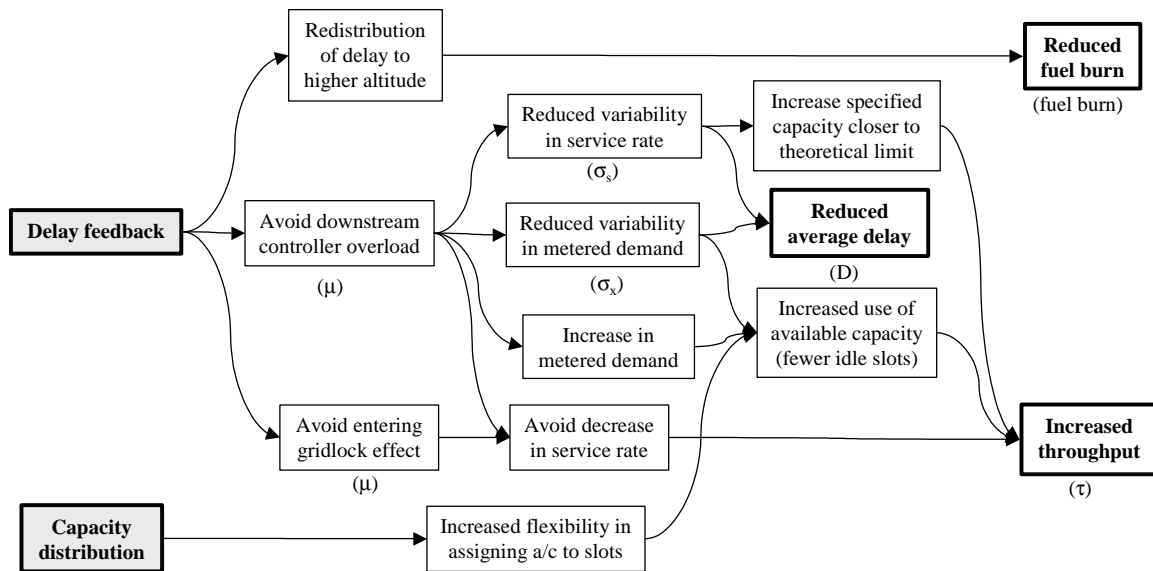 Redistribution
of delay to
higher altitude
Reduced
fuel burn
(fuel burn)
Reduced variability
in service rate
(σs)
Increase specified
capacity closer to
theoretical limit
Delay feedback
Avoid downstream
controller overload
(μ)
Reduced variability
in metered demand
(σx)
Reduced
average delay
(D)
Increase in
metered demand
Increased use of
available capacity
(fewer idle slots)
Avoid entering
gridlock effect
(μ)
Avoid decrease
in service rate
Increased
throughput
(τ)
Capacity
distribution
Increased flexibility in
assigning a/c to slots